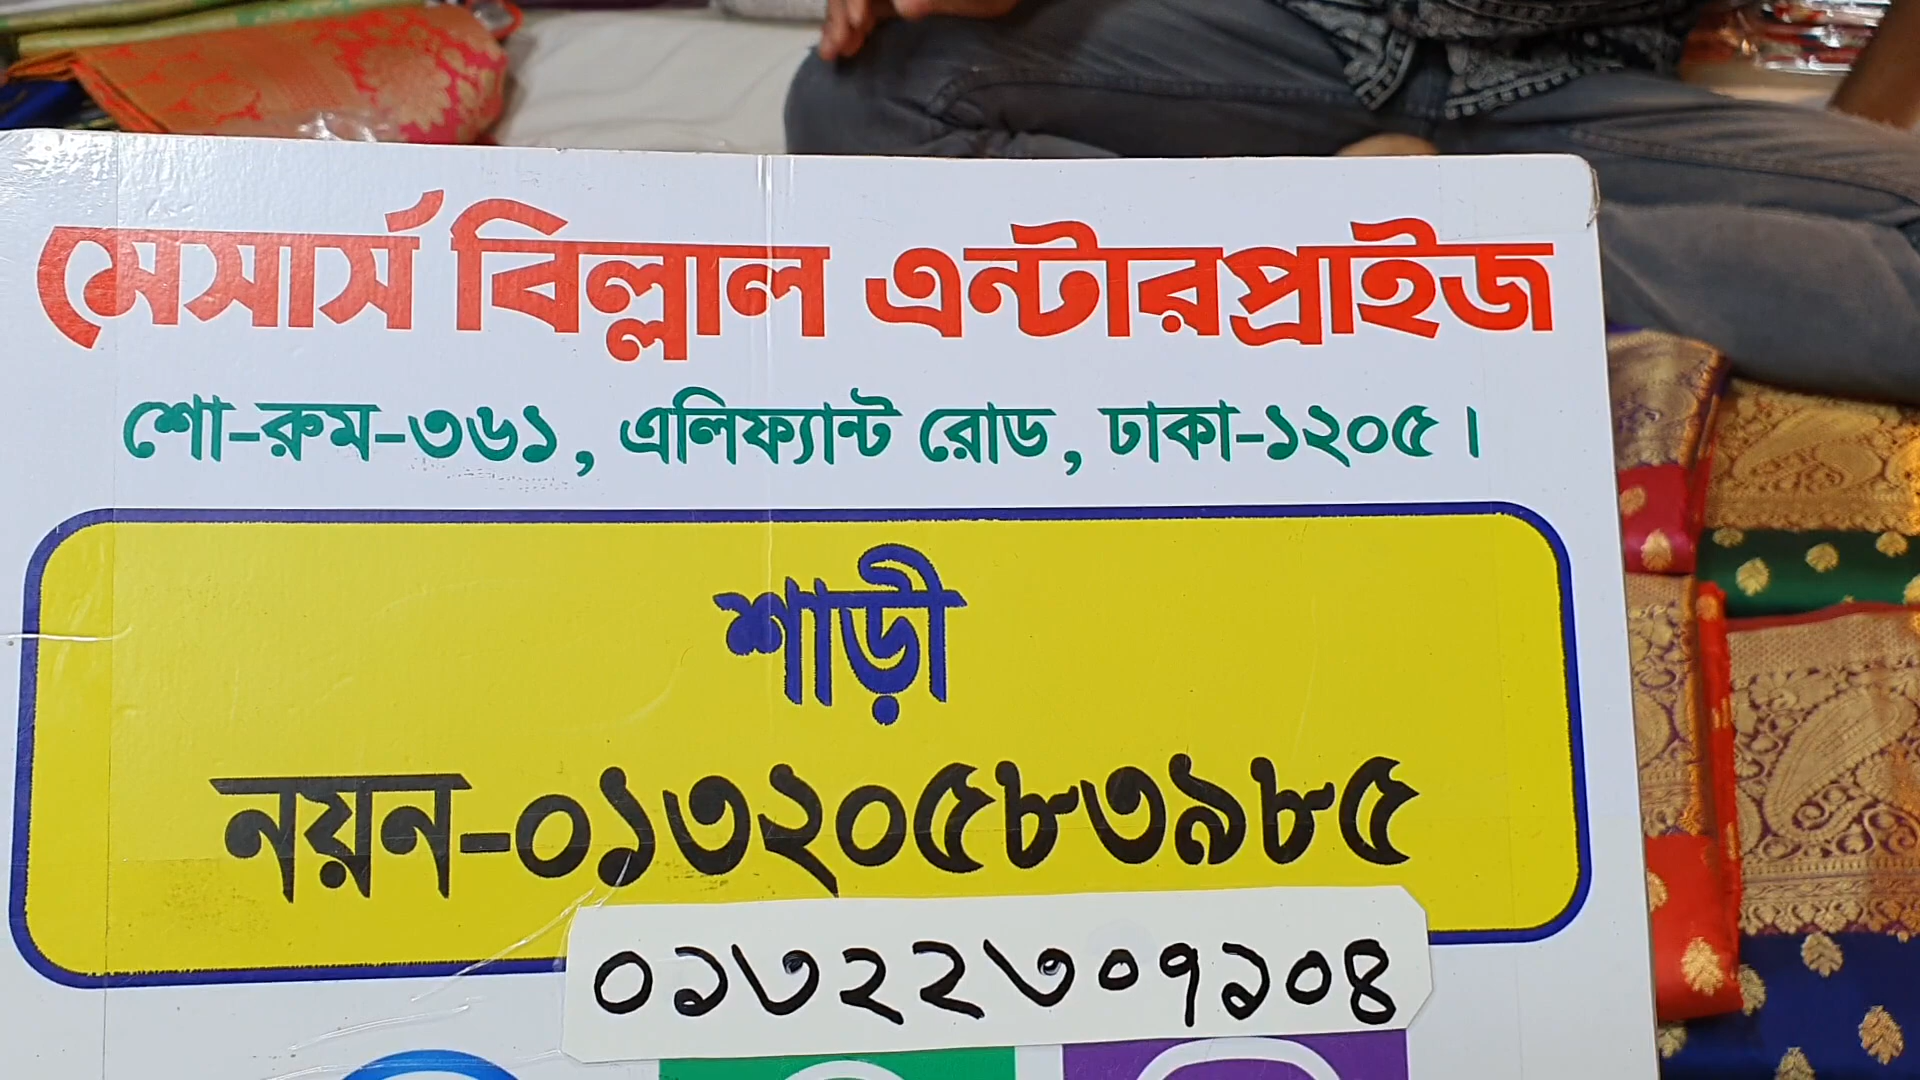 মেসার্স বিল্লাল এন্টারপ্রাইজ
শো-রুম-৩৬১, এলিফ্যান্ট রোড, ঢাকা-১২০৫।
শাড়ী
নয়ন-০১৩২০৫৮৩৯৮৫
০১৩২২৩০৭১০৪